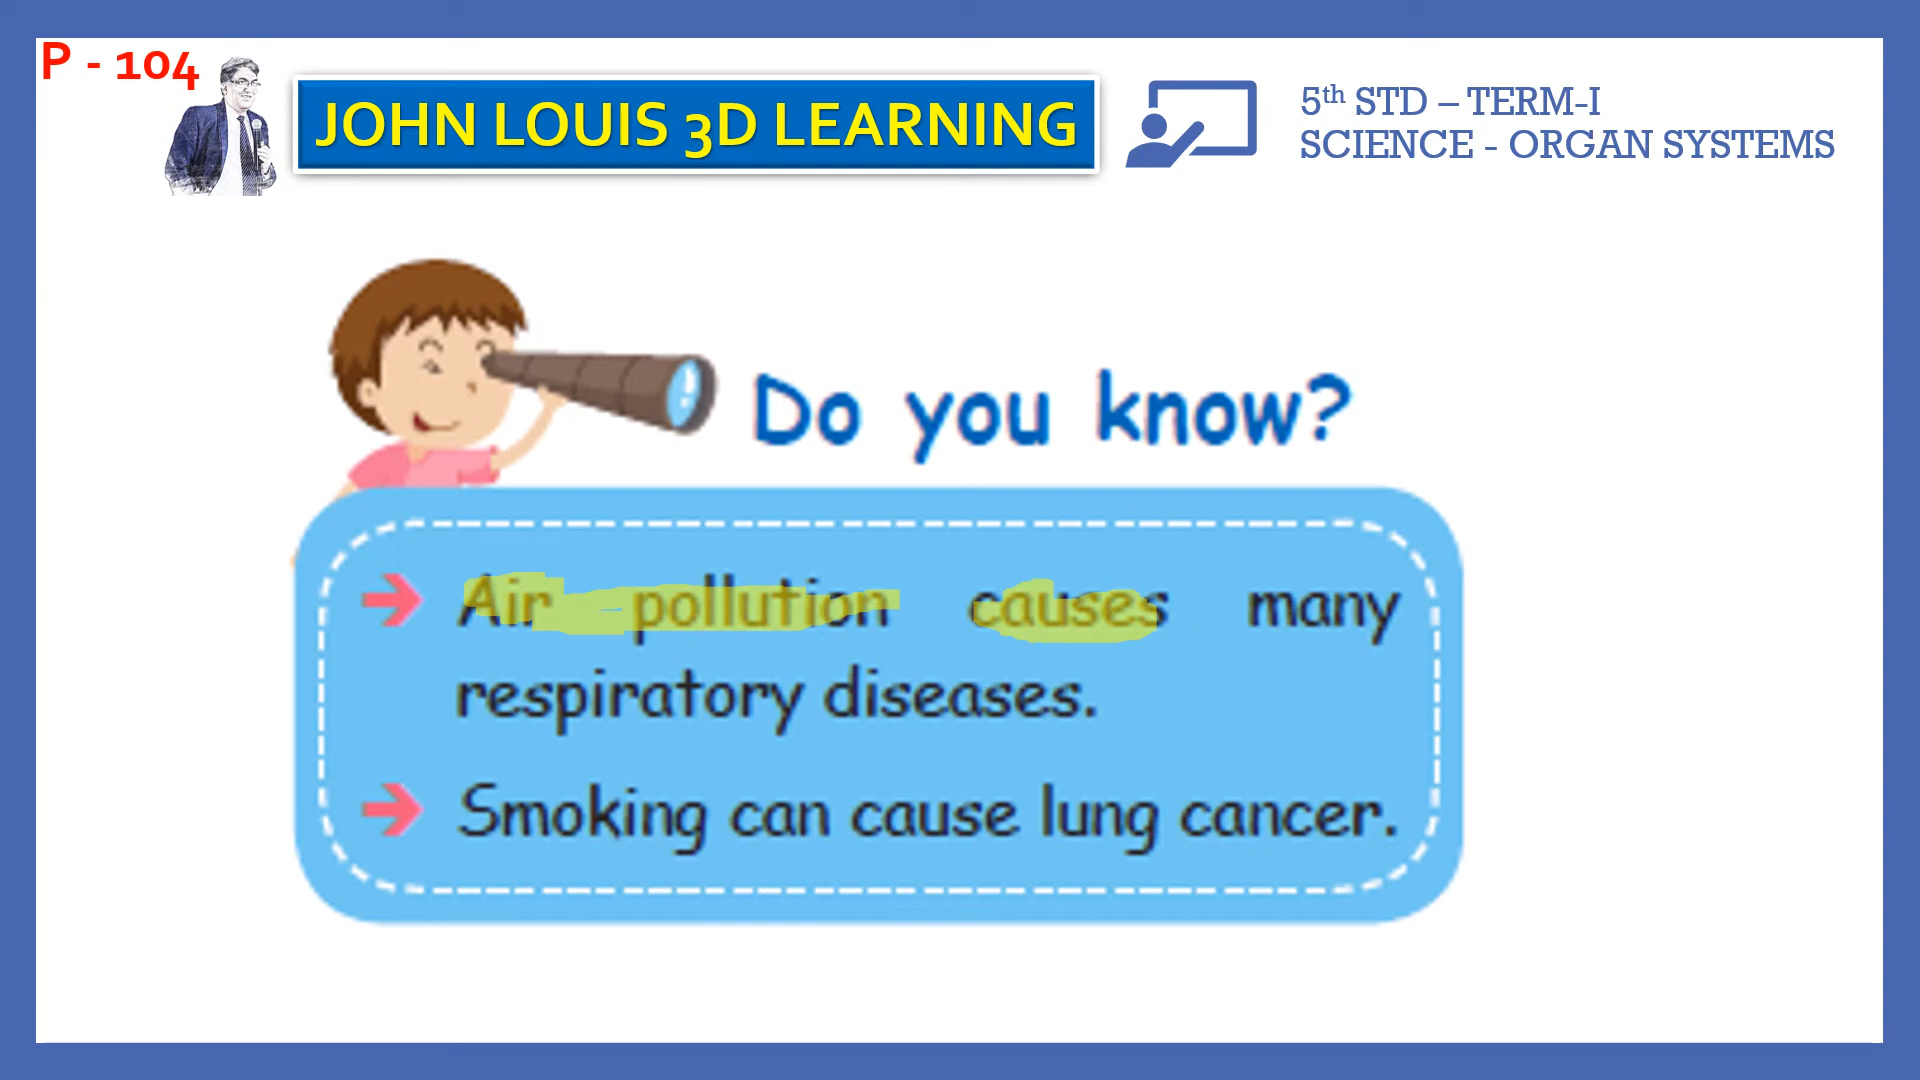 P - 104
JOHN LOUIS 3D LEARNING
5th STD – TERM-I
SCIENCE - ORGAN SYSTEMS
Do you know?
Air pollution causes many
respiratory diseases.
Smoking can cause lung cancer.